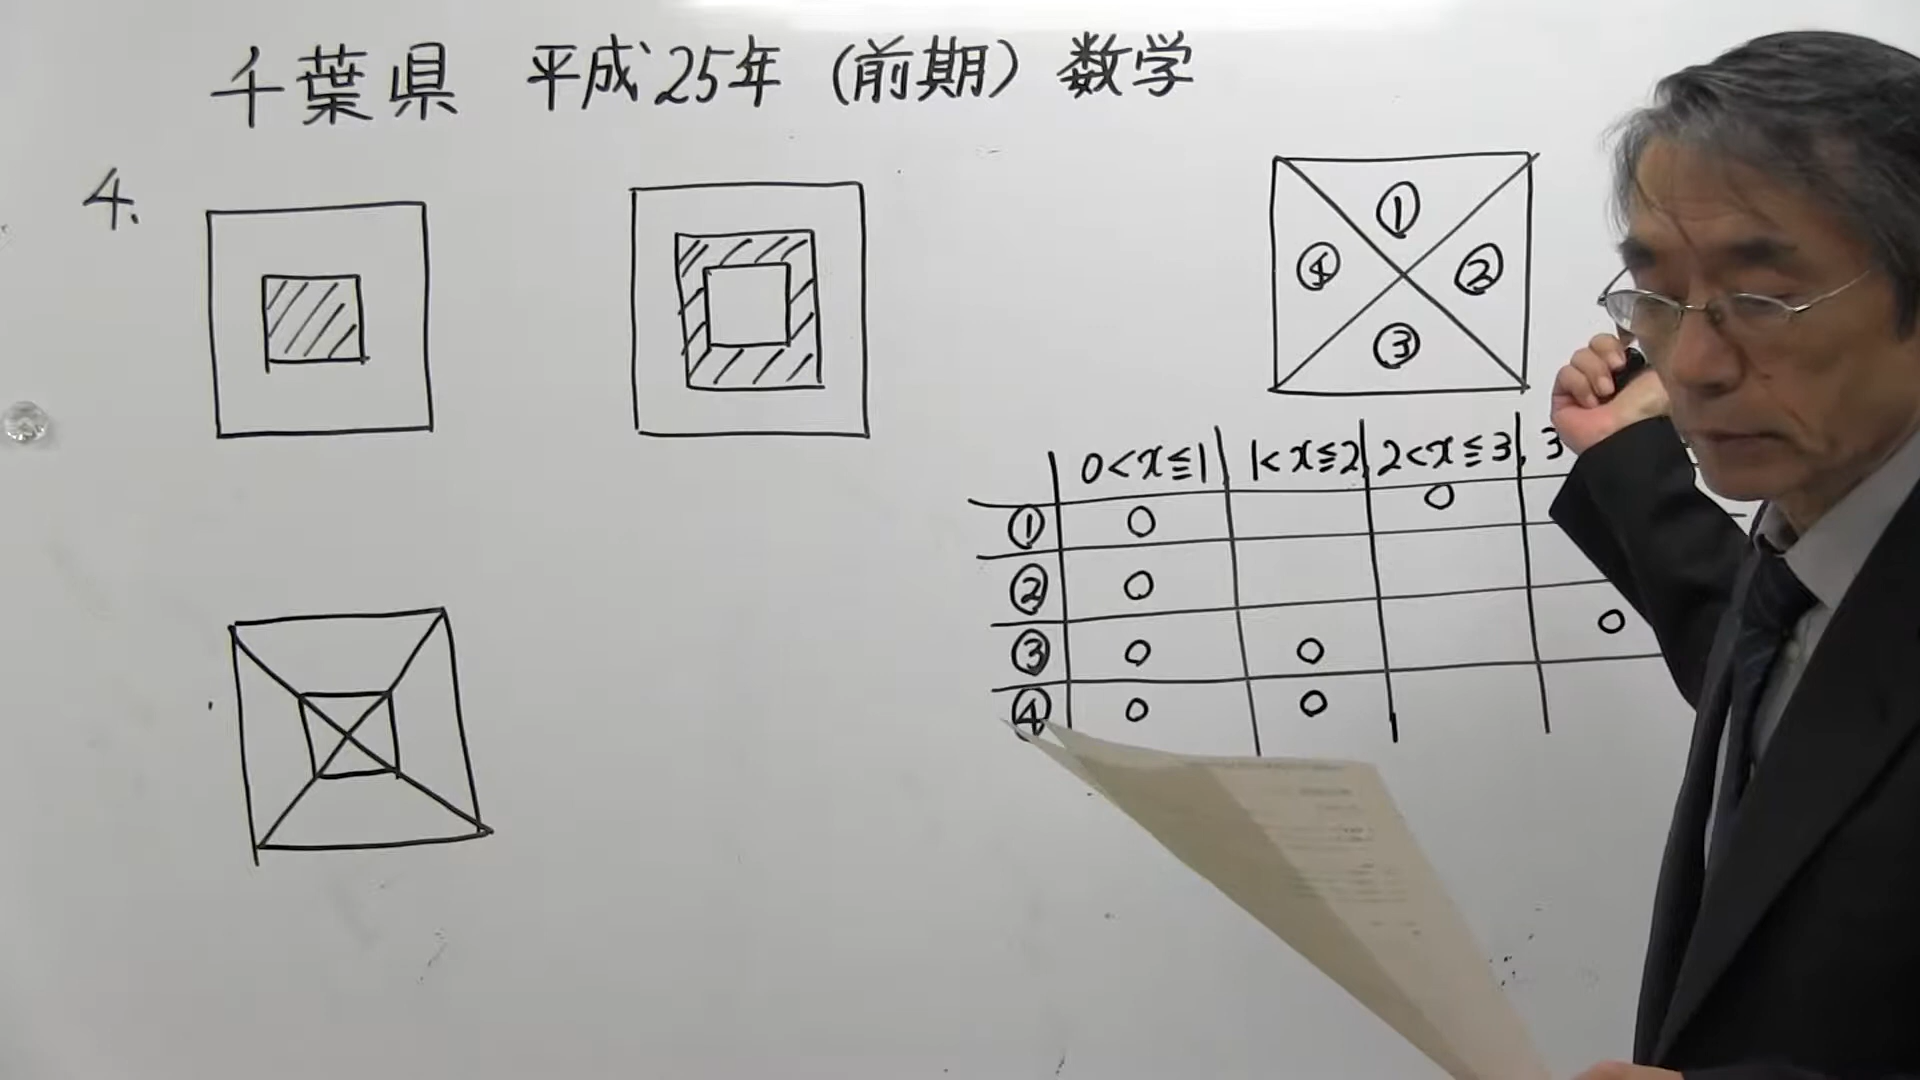 千葉県 平成25年 (前期) 数学
4.
①
④ ②
③
0<x≦1 1<x≦2 2<x≦3 3
① ○ ○
② ○
③ ○ ○ ○
④ ○ ○